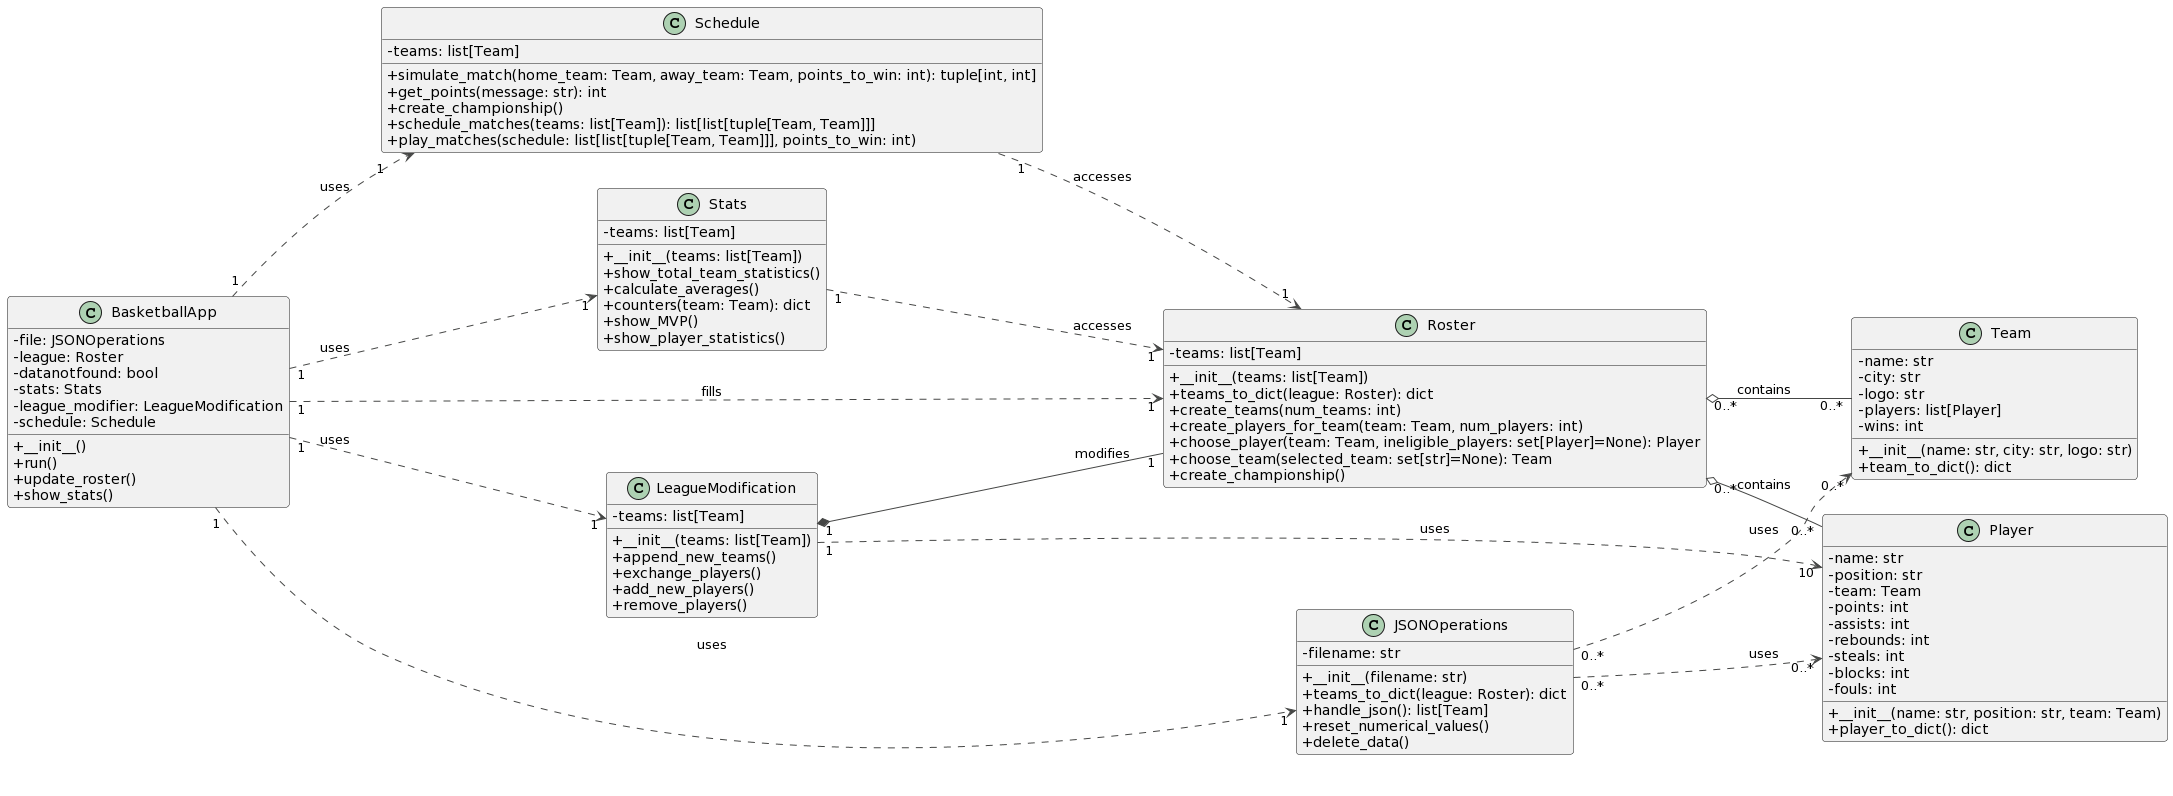 Schedule
-teams: list[Team]
+simulate_match(home_team: Team, away_team: Team, points_to_win: int): tuple[int, int]
+get_points(message: str): int
+create_championship()
+schedule_matches(teams: list[Team]): list[list[tuple[Team, Team]]]
+play_matches(schedule: list[list[tuple[Team, Team]]], points_to_win: int)
1
uses
1
1
accesses
1
Stats
-teams: list[Team]
+__init__(teams: list[Team])
+show_total_team_statistics()
+calculate_averages()
+counters(team: Team): dict
+show_MVP()
+show_player_statistics()
1
uses
1
1
accesses
1
BasketballApp
-file: JSONOperations
-league: Roster
-datanotfound: bool
-stats: Stats
-league_modifier: LeagueModification
-schedule: Schedule
+__init__()
+run()
+update_roster()
+show_stats()
1
fills
1
1
uses
1
1
uses
1
Roster
-teams: list[Team]
+__init__(teams: list[Team])
+teams_to_dict(league: Roster): dict
+create_teams(num_teams: int)
+create_players_for_team(team: Team, num_players: int)
+choose_player(team: Team, ineligible_players: set[Player]=None): Player
+choose_team(selected_team: set[str]=None): Team
+create_championship()
LeagueModification
-teams: list[Team]
+__init__(teams: list[Team])
+append_new_teams()
+exchange_players()
+add_new_players()
+remove_players()
1
modifies
1
1
uses
10
contains
0..*
0..*
contains
0..*
0..*
Team
-name: str
-city: str
-logo: str
-players: list[Player]
-wins: int
+__init__(name: str, city: str, logo: str)
+team_to_dict(): dict
Player
-name: str
-position: str
-team: Team
-points: int
-assists: int
-rebounds: int
-steals: int
-blocks: int
-fouls: int
+__init__(name: str, position: str, team: Team)
+player_to_dict(): dict
JSONOperations
-filename: str
+__init__(filename: str)
+teams_to_dict(league: Roster): dict
+handle_json(): list[Team]
+reset_numerical_values()
+delete_data()
0..*
uses
0..*
0..*
uses
0..*